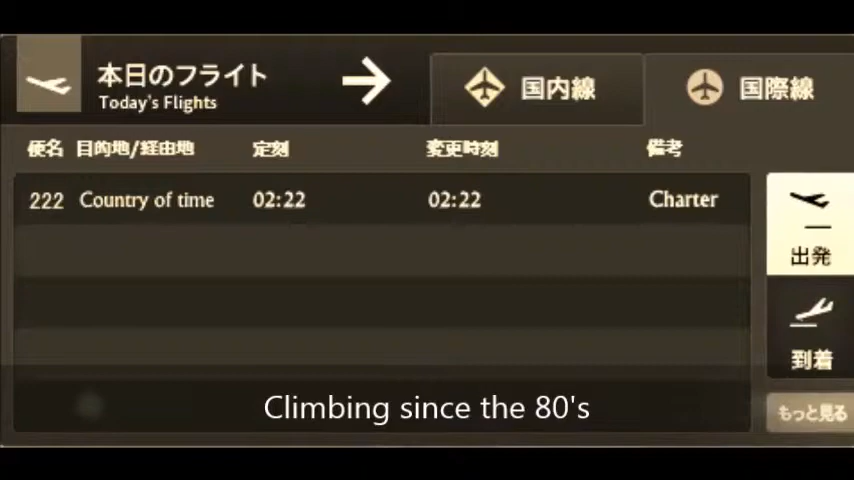 本日のフライト
Today's Flights
国内線
国際線
便名 目的地/経由地 定刻 変更時刻 備考
222 Country of time 02:22 02:22 Charter
出発
到着
もっと見る
Climbing since the 80's